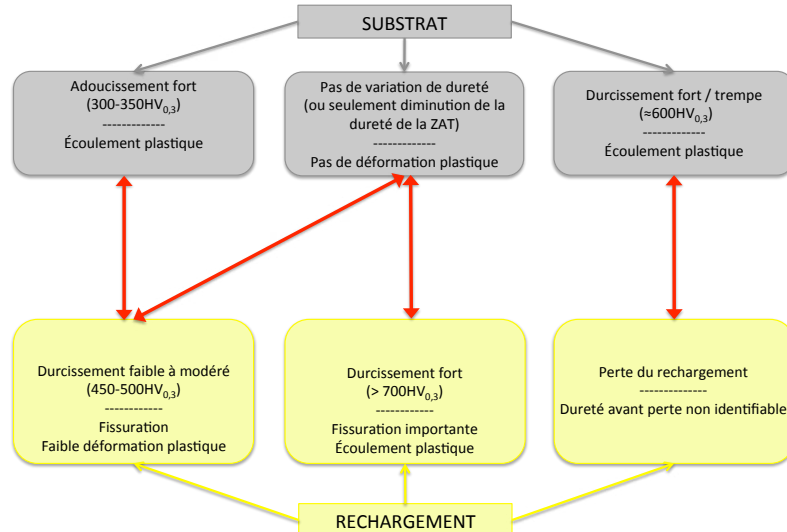 SUBSTRAT
Adoucissement fort
(300-350HV0,3)
-------------
Écoulement plastique
Pas de variation de dureté
(ou seulement diminution de la
dureté de la ZAT)
-------------
Pas de déformation plastique
Durcissement fort / trempe
(≈600HV0,3)
-------------
Écoulement plastique
Durcissement faible à modéré
(450-500HV0,3)
------------
Fissuration
Faible déformation plastique
Durcissement fort
(> 700HV0,3)
------------
Fissuration importante
Écoulement plastique
Perte du rechargement
--------------
Dureté avant perte non identifiable
RECHARGEMENT